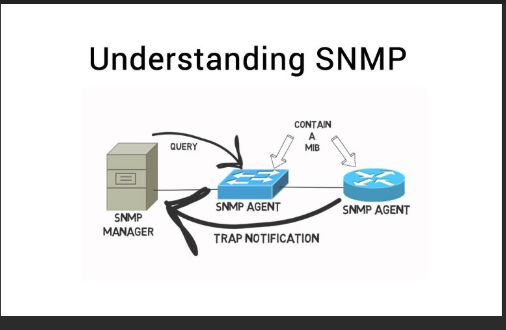 Understanding SNMP
CONTAIN
A
MIB
QUERY
SNMP AGENT
SNMP AGENT
SNMP
MANAGER
TRAP NOTIFICATION